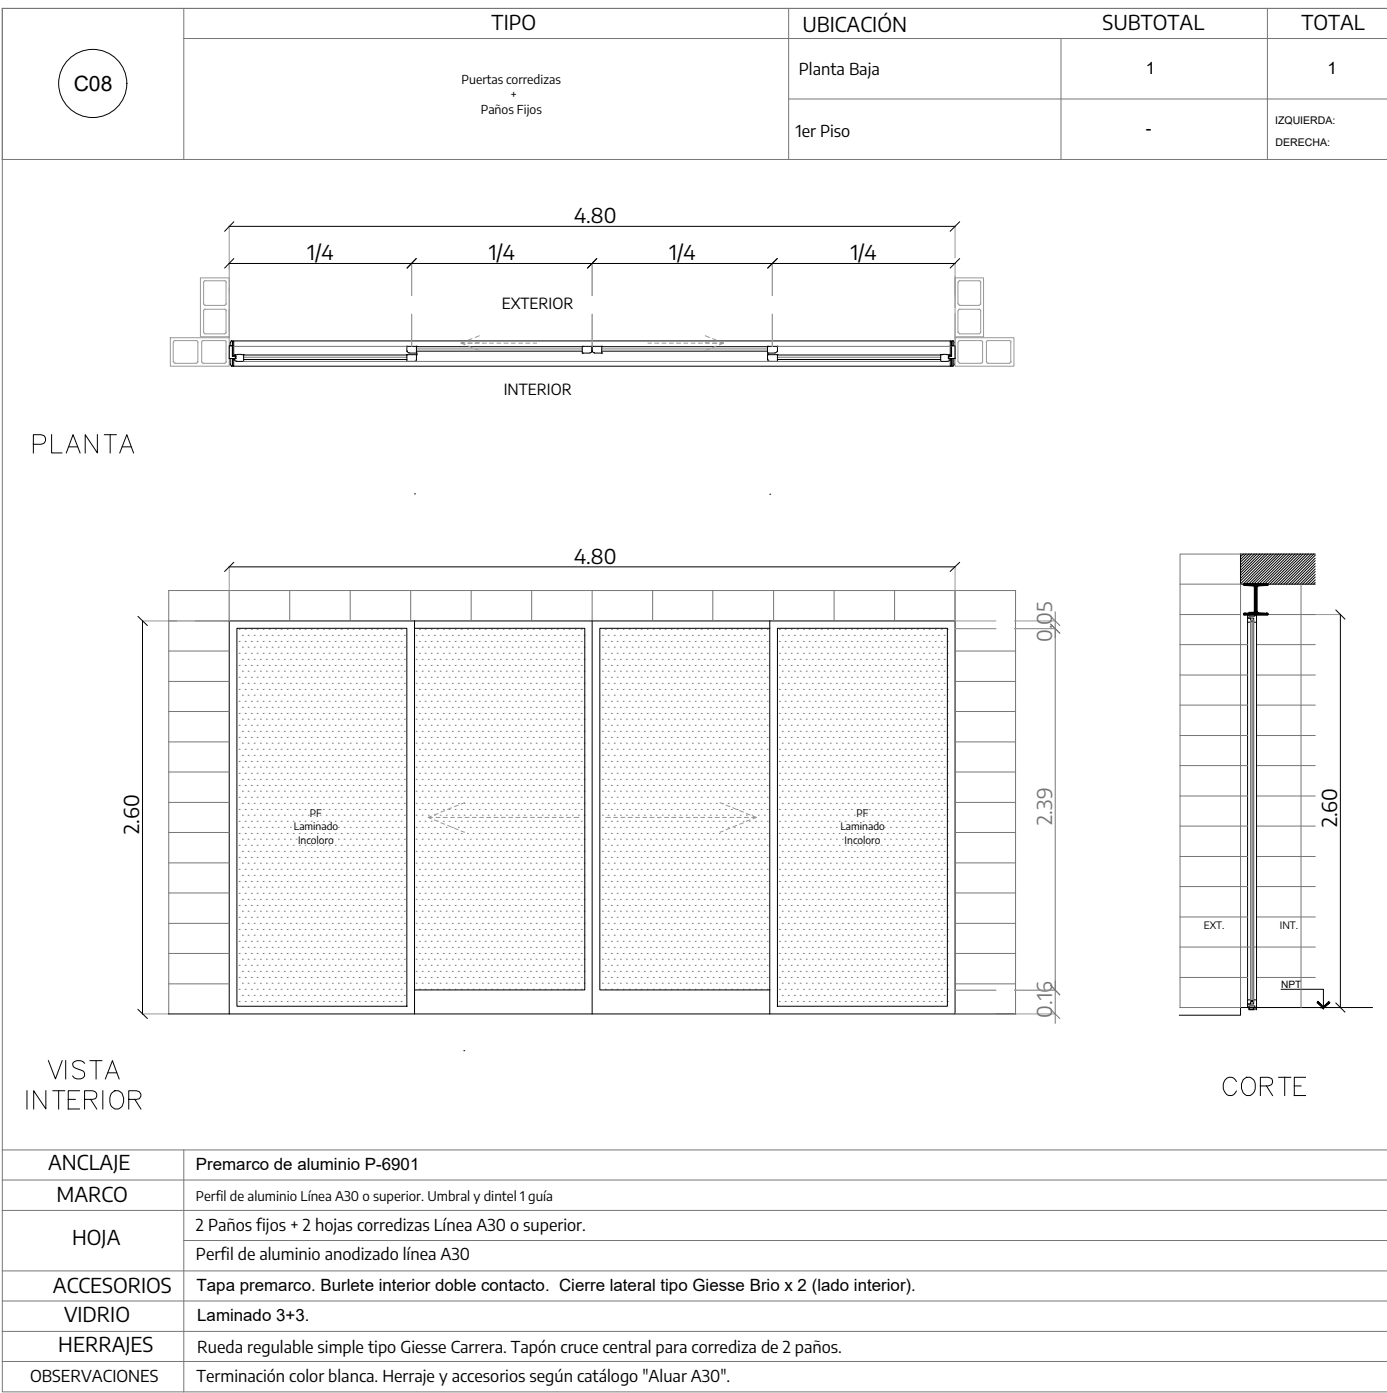 C08
TIPO
UBICACIÓN
SUBTOTAL
TOTAL
Puertas corredizas
+
Paños Fijos
Planta Baja
1
1
1er Piso
-
IZQUIERDA:
DERECHA:
4.80
1/4
1/4
1/4
1/4
EXTERIOR
INTERIOR
PLANTA
4.80
2.60
PF
Laminado
Incoloro
PF
Laminado
Incoloro
0.05
2.39
0.16
2.60
EXT.
INT.
NPT
VISTA
INTERIOR
CORTE
ANCLAJE
Premarco de aluminio P-6901
MARCO
Perfil de aluminio Línea A30 o superior. Umbral y dintel 1 guía
HOJA
2 Paños fijos + 2 hojas corredizas Línea A30 o superior.
Perfil de aluminio anodizado línea A30
ACCESORIOS
Tapa premarco. Burlete interior doble contacto. Cierre lateral tipo Giesse Brio x 2 (lado interior).
VIDRIO
Laminado 3+3.
HERRAJES
Rueda regulable simple tipo Giesse Carrera. Tapón cruce central para corrediza de 2 paños.
OBSERVACIONES
Terminación color blanca. Herraje y accesorios según catálogo "Aluar A30".